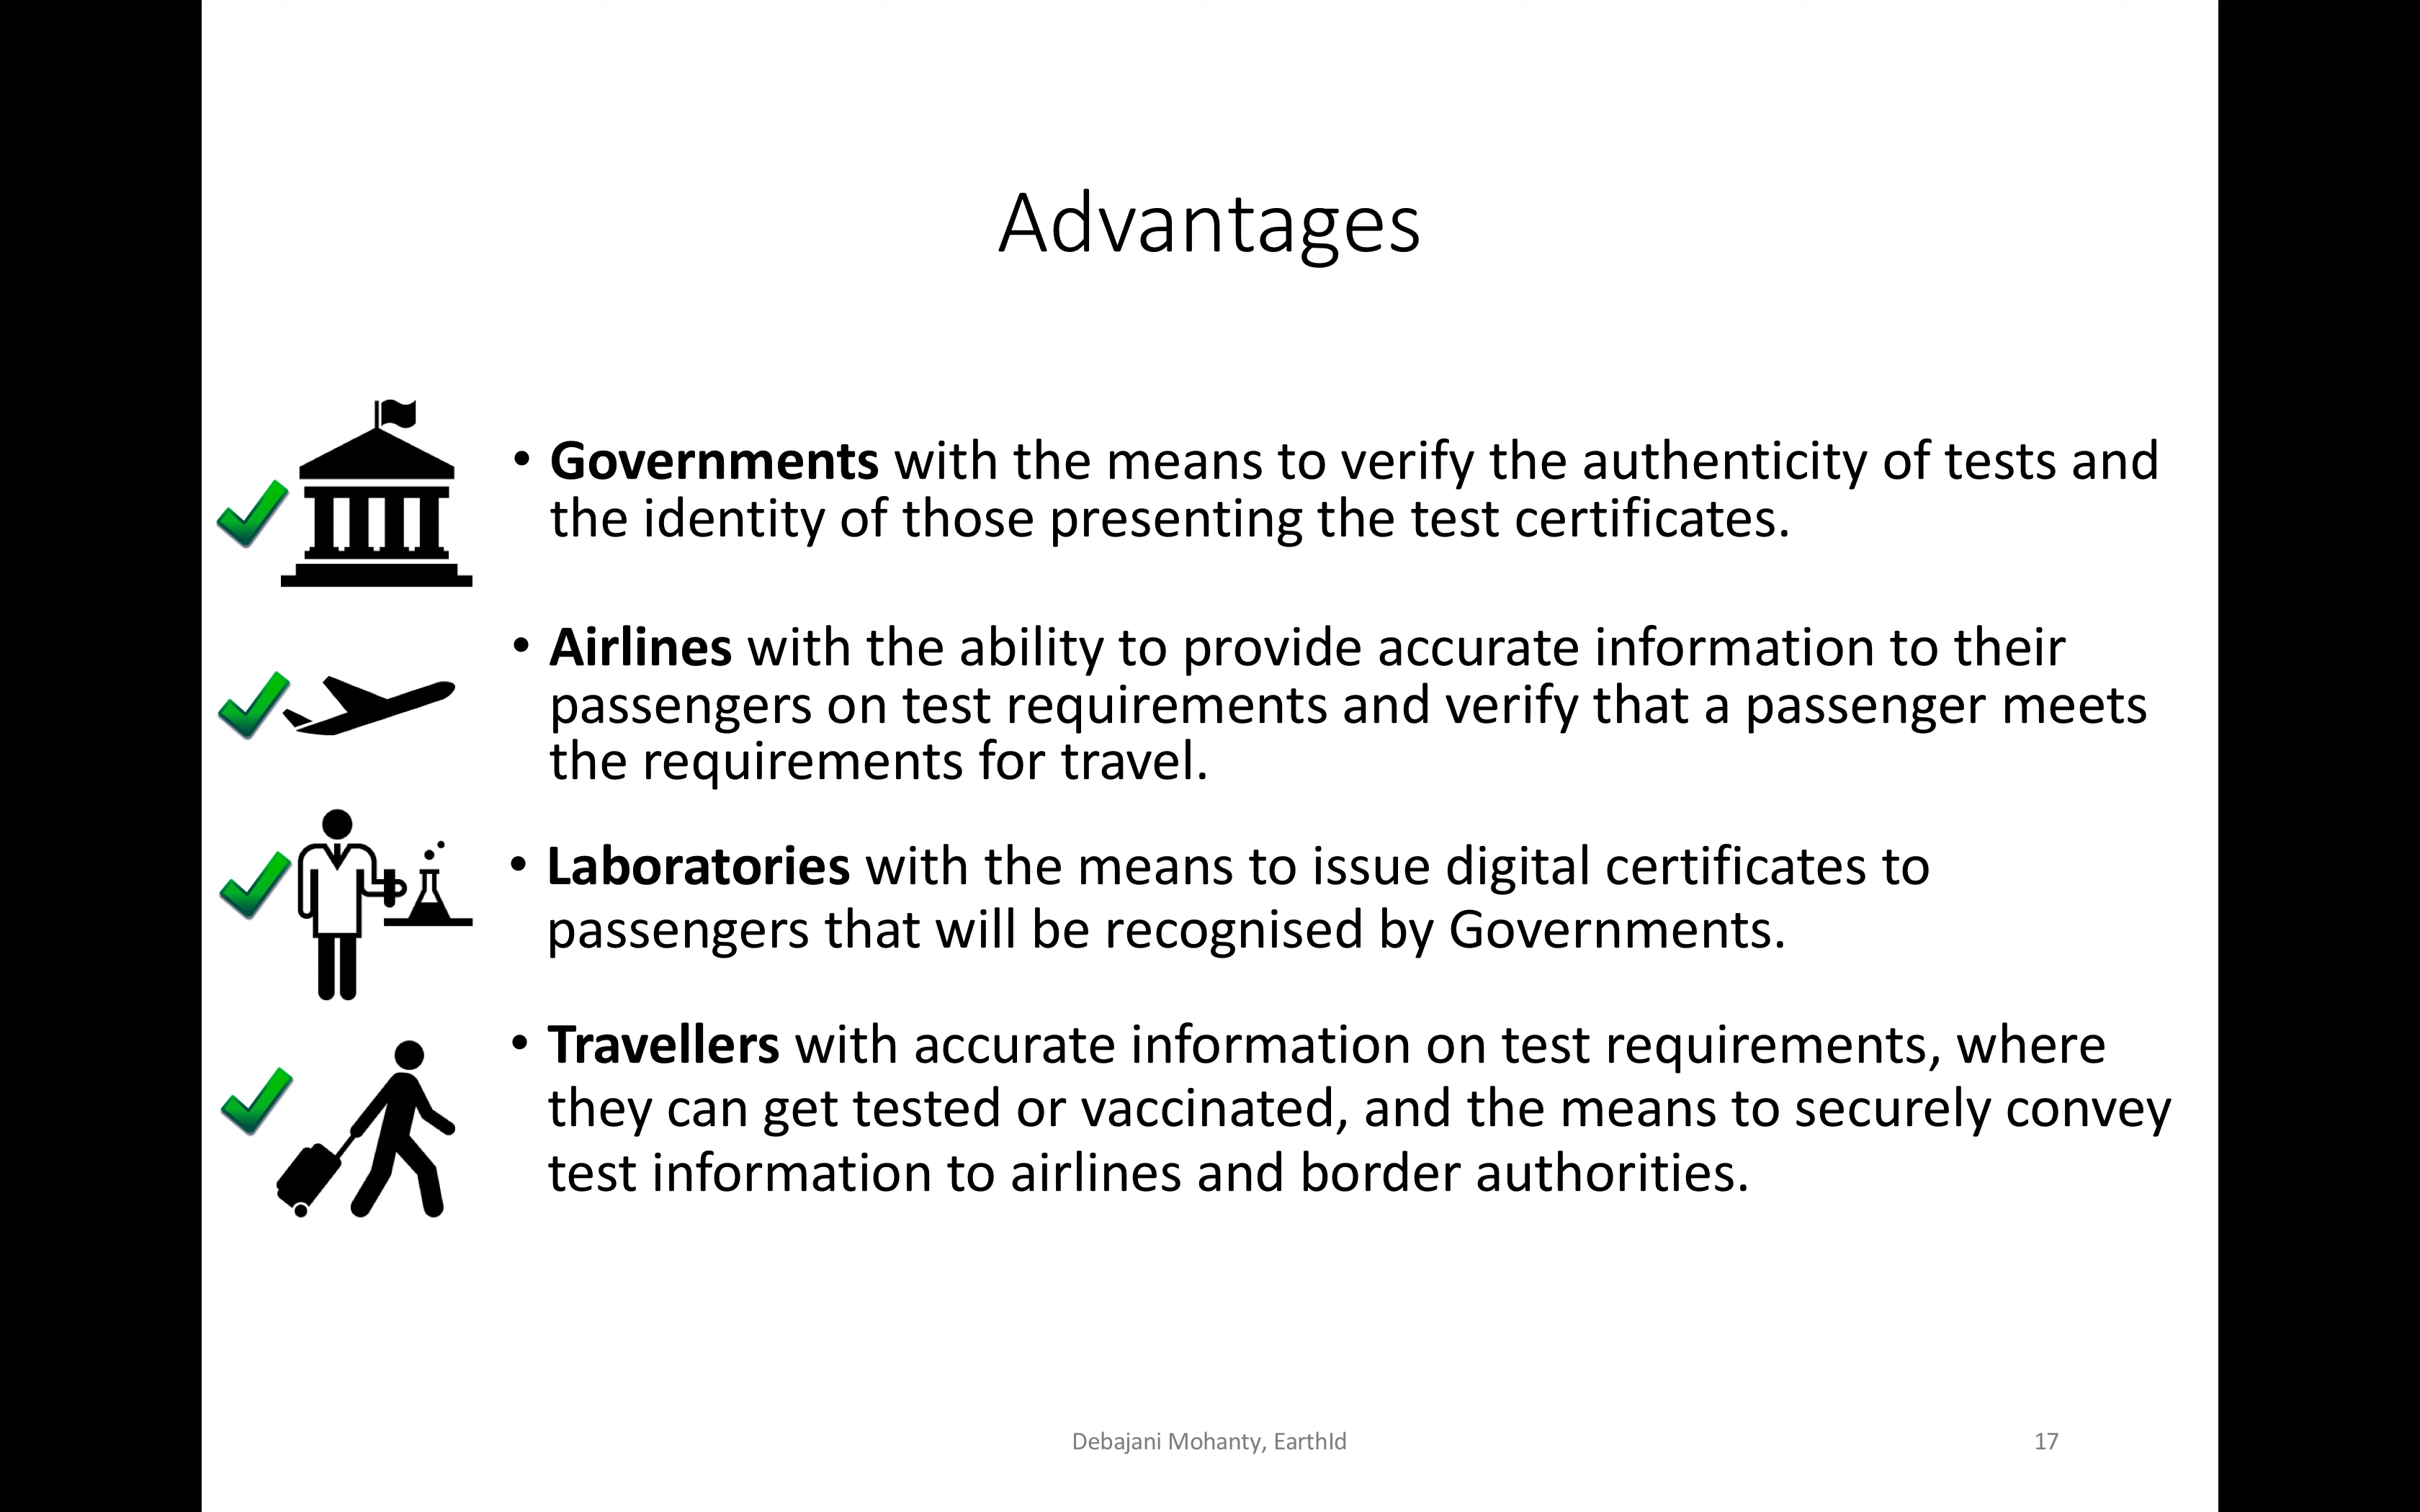 Advantages
• Governments with the means to verify the authenticity of tests and
the identity of those presenting the test certificates.
• Airlines with the ability to provide accurate information to their
passengers on test requirements and verify that a passenger meets
the requirements for travel.
• Laboratories with the means to issue digital certificates to
passengers that will be recognised by Governments.
• Travellers with accurate information on test requirements, where
they can get tested or vaccinated, and the means to securely convey
test information to airlines and border authorities.
Debajani Mohanty, EarthId
17